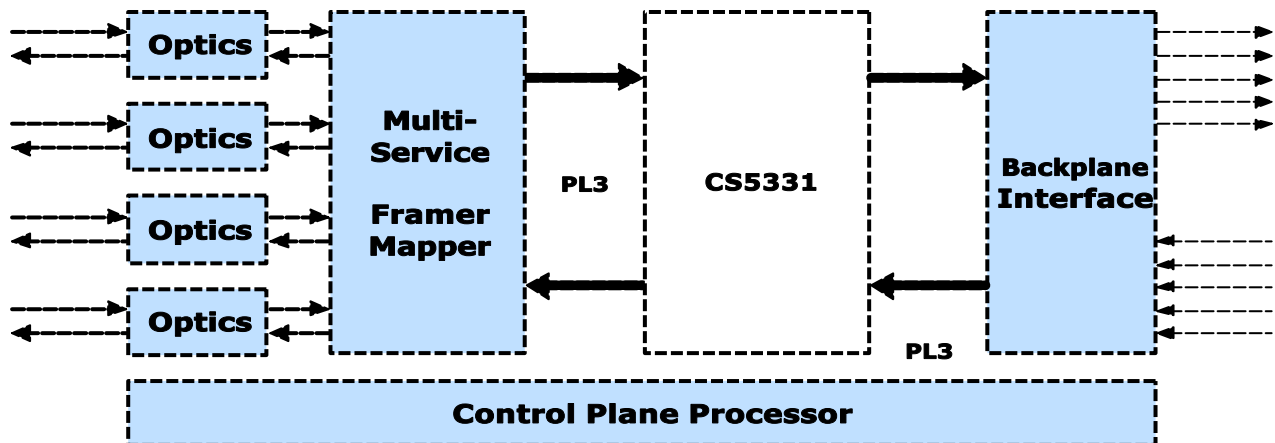 Optics
Optics
Optics
Optics
Multi-
Service
Framer
Mapper
PL3
CS5331
PL3
Backplane
Interface
Control Plane Processor